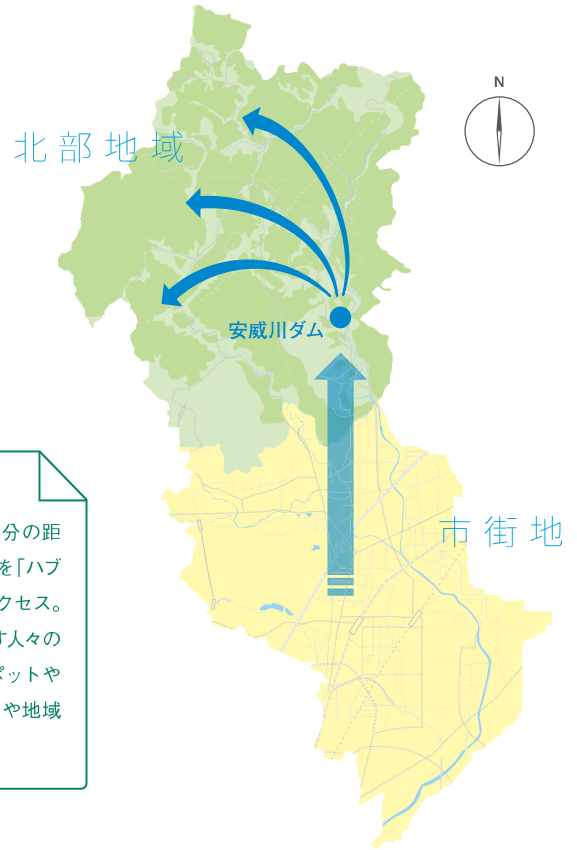 N
北部地域
安威川ダム
市街地
分の距
を「ハブ
クセス。
す人々の
ポットや
や地域